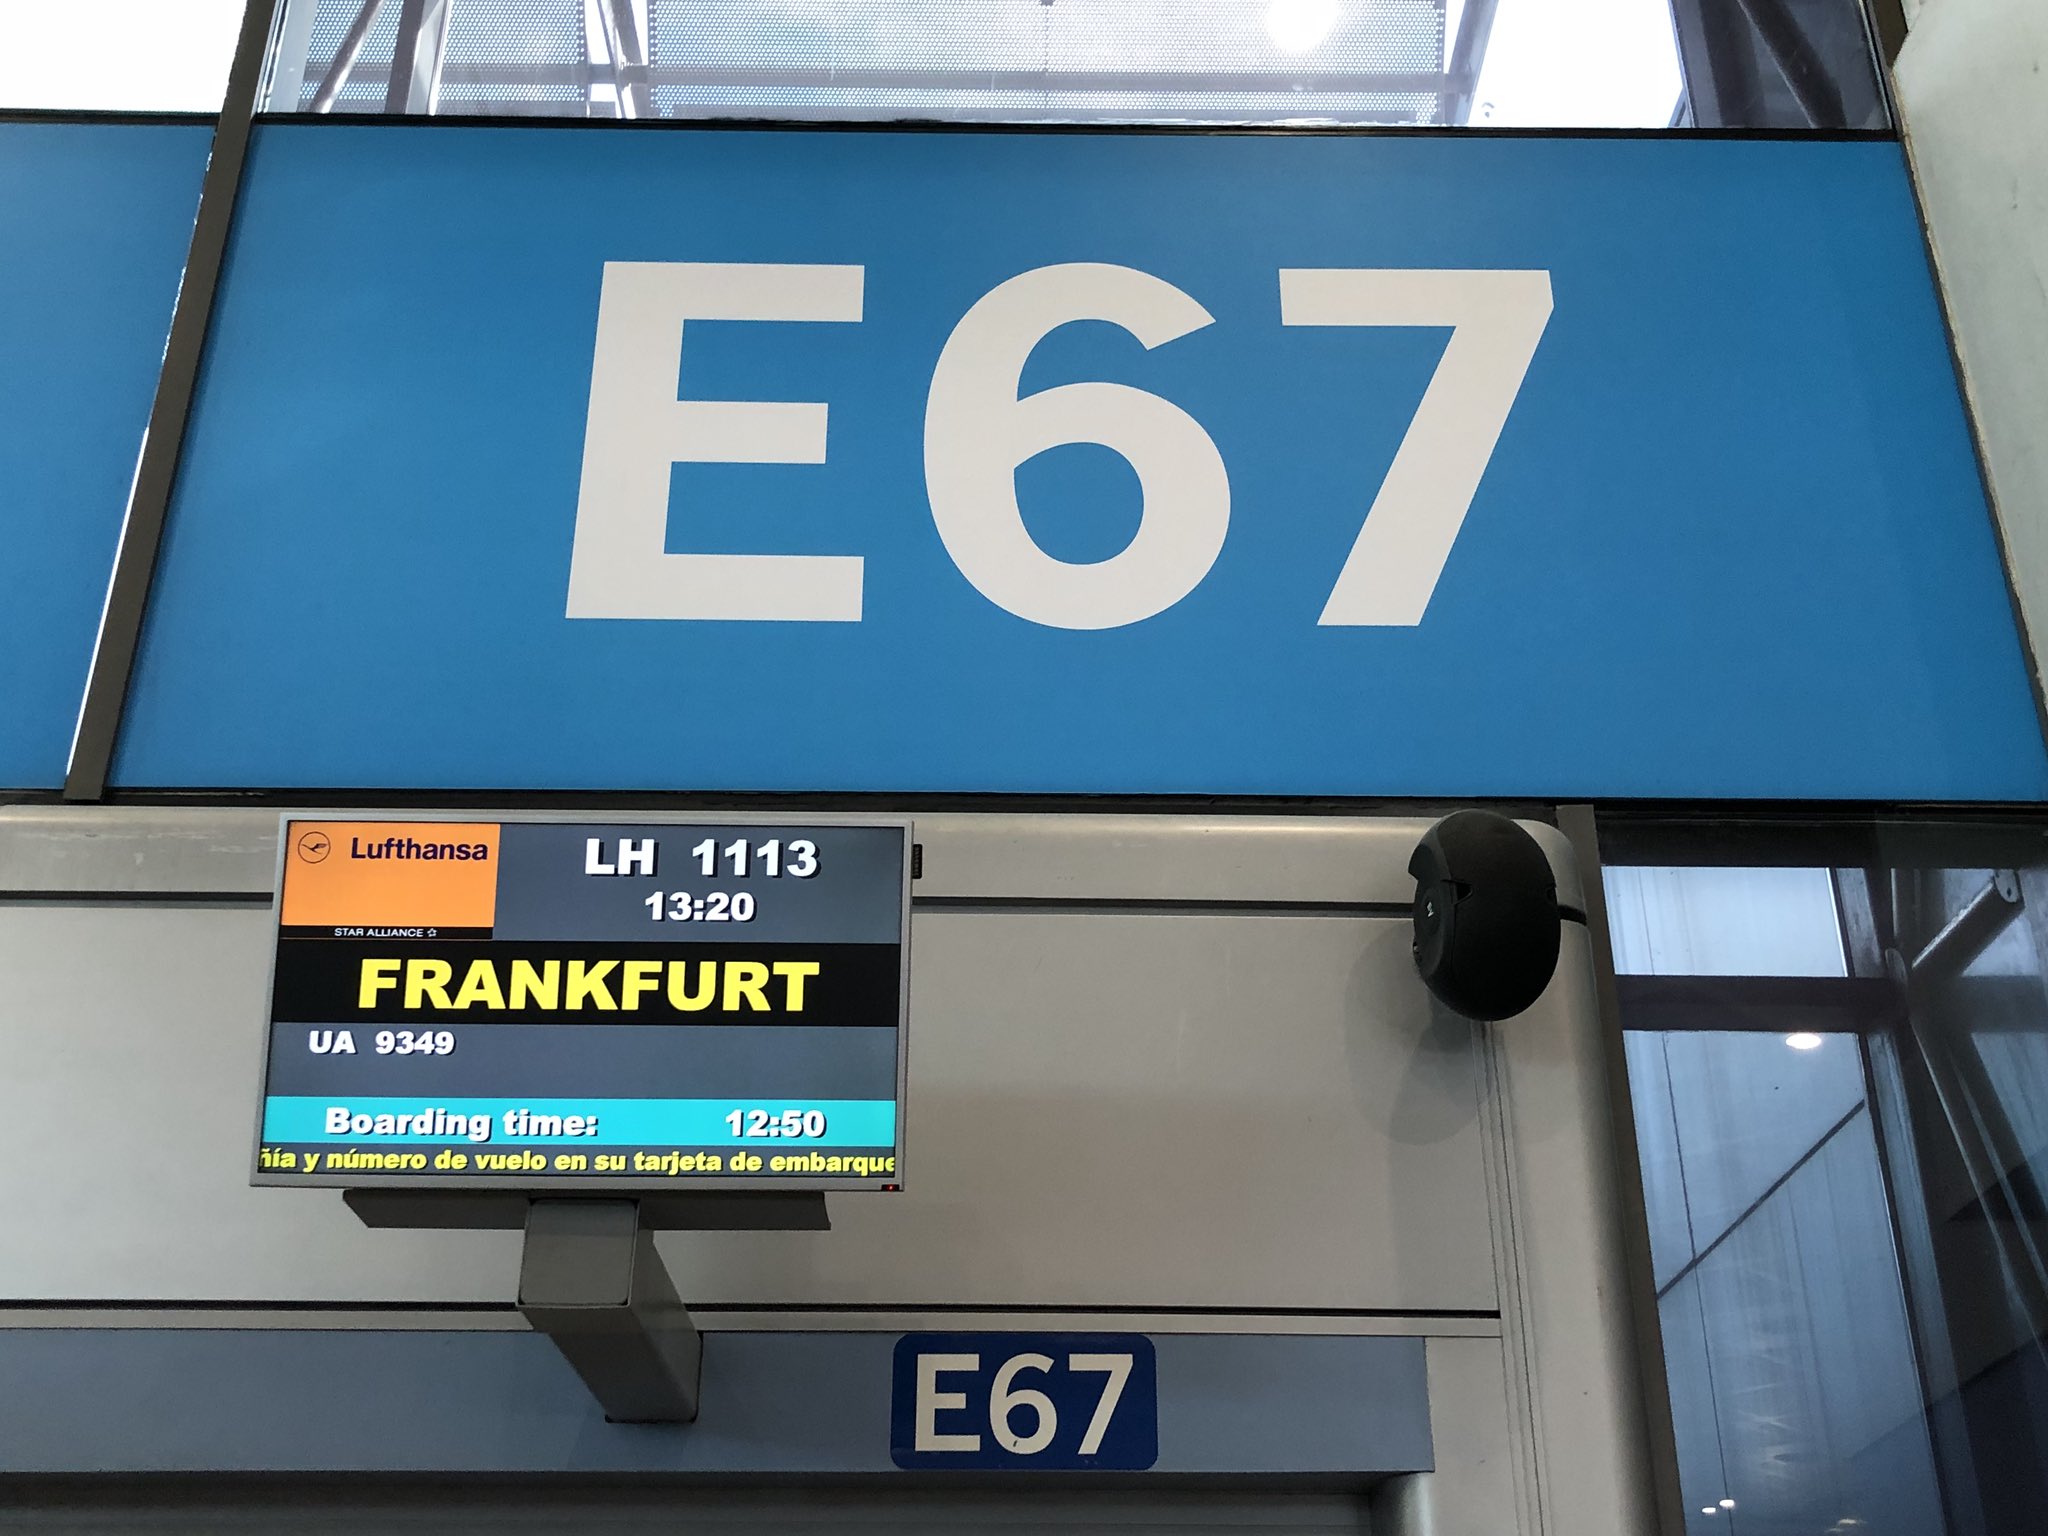 E67
Lufthansa
LH 1113
13:20
STAR ALLIANCE
FRANKFURT
UA 9349
Boarding time: 12:50
ñía y número de vuelo en su tarjeta de embarque
E67